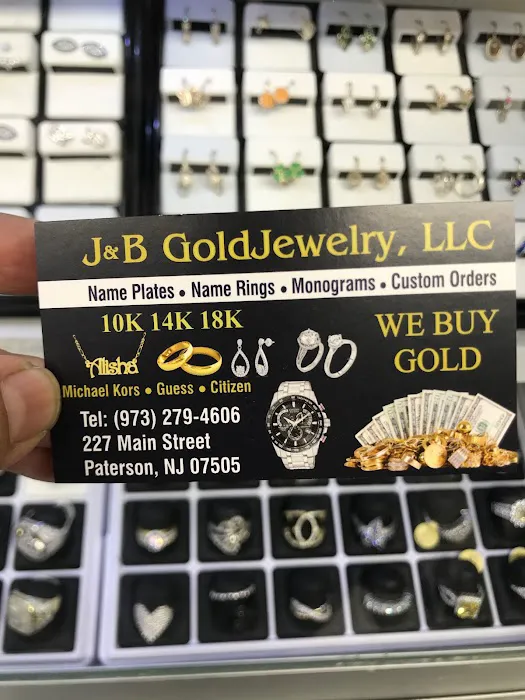 J&B GoldJewelry, LLC
Name Plates • Name Rings • Monograms • Custom Orders
10K 14K 18K
WE BUY
GOLD
Alisha
Michael Kors • Guess • Citizen
Tel: (973) 279-4606
227 Main Street
Paterson, NJ 07505